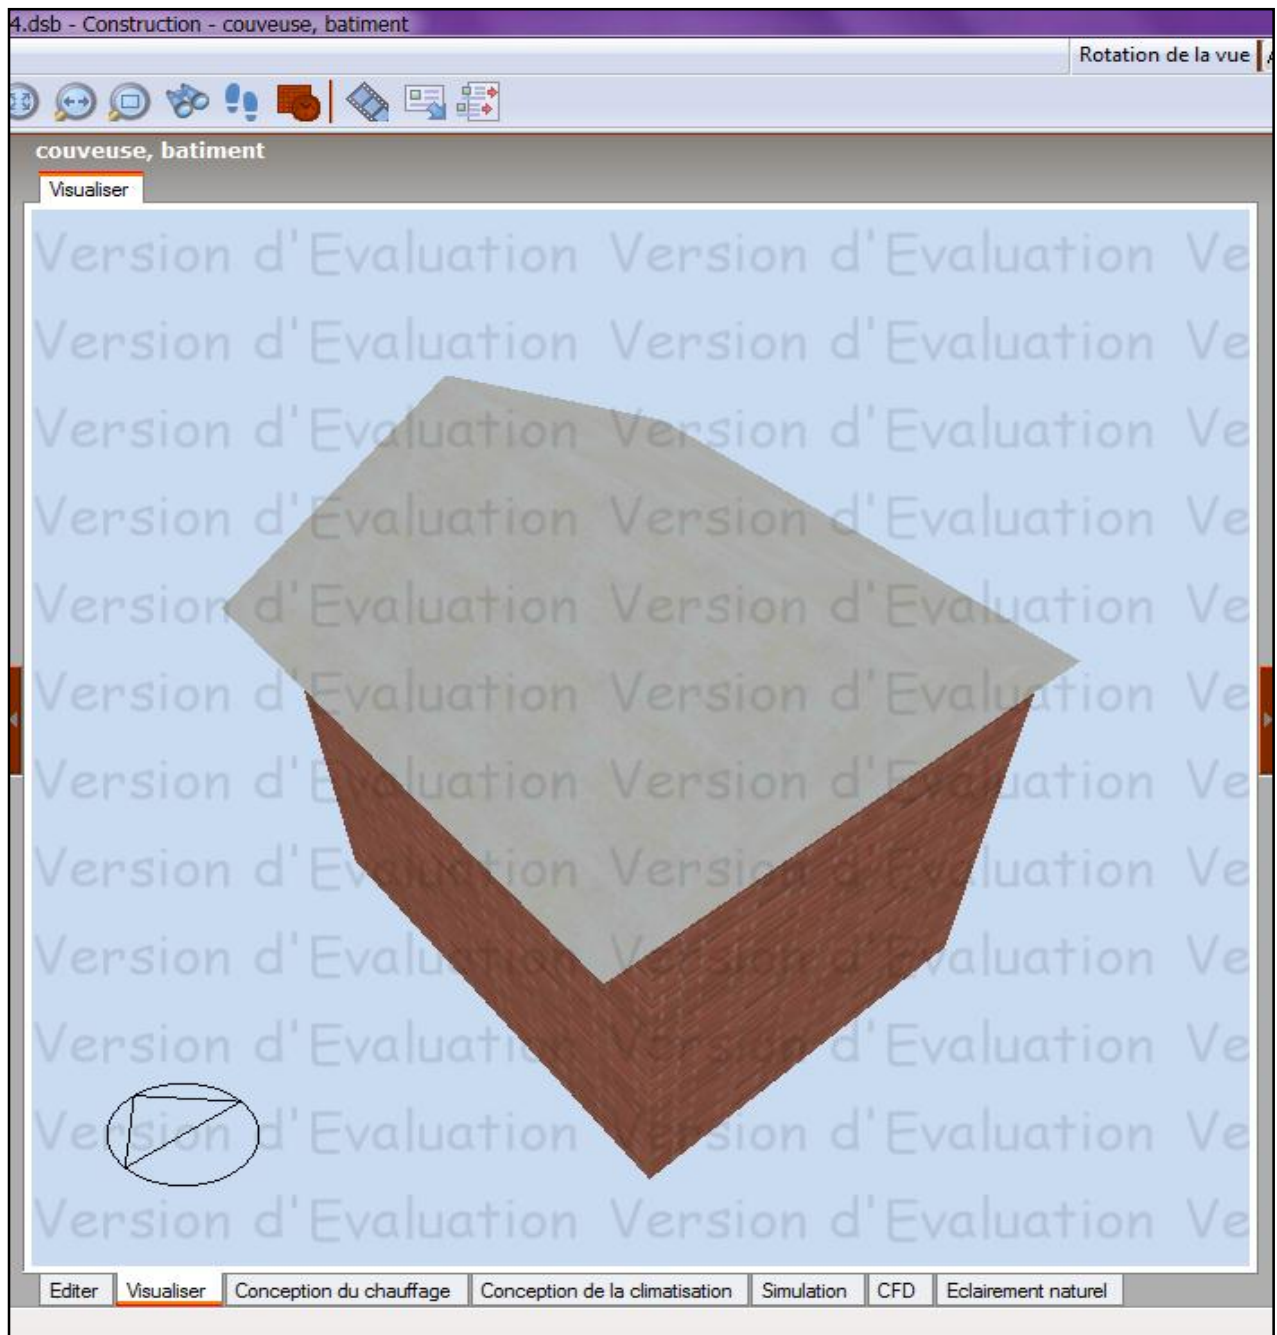 4.dsb - Construction - couveuse, batiment
Rotation de la vue
couveuse, batiment
Visualiser
Version d'Evaluation Version d'Evaluation Ve
Version d'Evaluation Version d'Evaluation Ve
Version d'Evaluation Version d'Evaluation Ve
Version d'Evaluation Version d'Evaluation Ve
Version d'Evaluation Version d'Evaluation Ve
Version d'Evaluation Version d'Evaluation Ve
Version d'Evaluation Version d'Evaluation Ve
Version d'Evaluation Version d'Evaluation Ve
Version d'Evaluation Version d'Evaluation Ve
Version d'Evaluation Version d'Evaluation Ve
Version d'Evaluation Version d'Evaluation Ve
Version d'Evaluation Version d'Evaluation Ve
Editer Visualiser Conception du chauffage Conception de la climatisation Simulation CFD Eclairement naturel